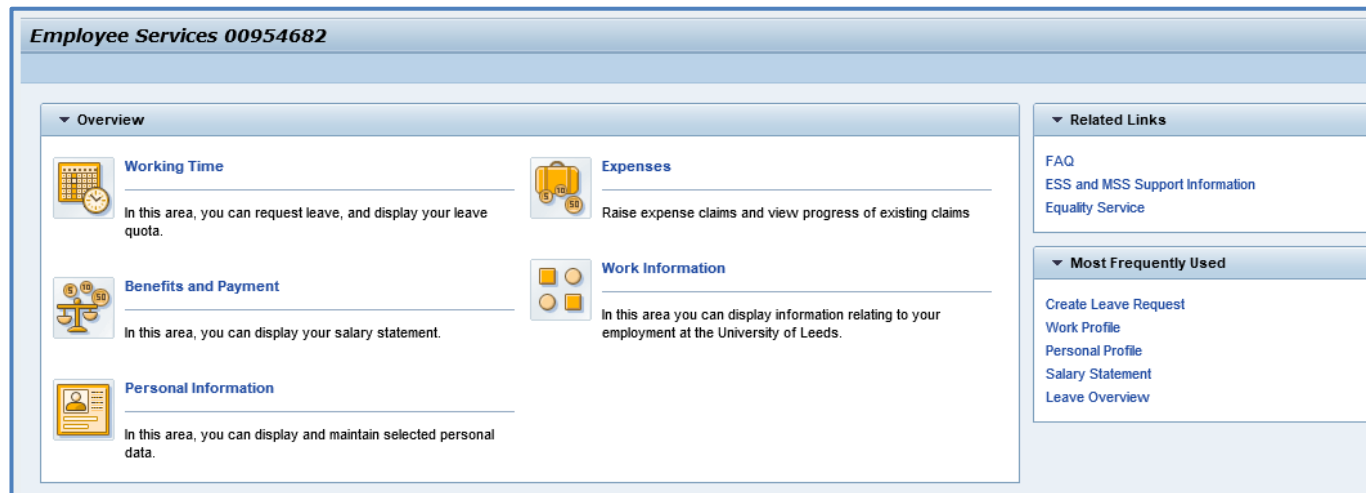 Employee Services 00954682
Overview
Working Time
In this area, you can request leave, and display your leave
quota.
Benefits and Payment
In this area, you can display your salary statement.
Personal Information
In this area, you can display and maintain selected personal
data.
Expenses
Raise expense claims and view progress of existing claims
Work Information
In this area you can display information relating to your
employment at the University of Leeds.
Related Links
FAQ
ESS and MSS Support Information
Equality Service
Most Frequently Used
Create Leave Request
Work Profile
Personal Profile
Salary Statement
Leave Overview